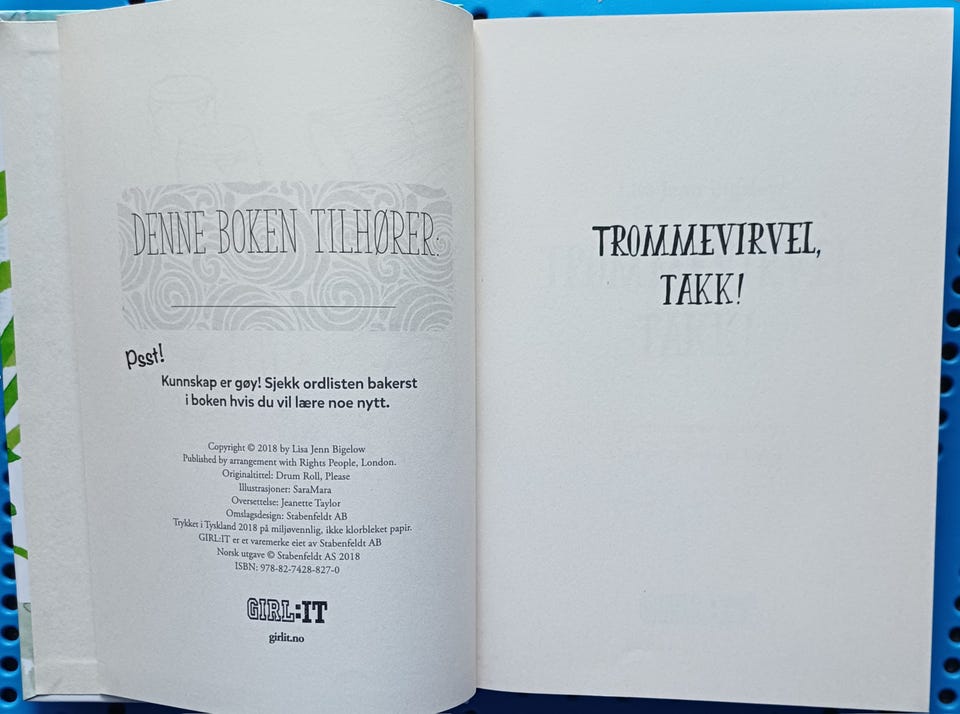 DENNE BOKEN TILHØRER:
Psst!
Kunnskap er gøy! Sjekk ordlisten bakerst
i boken hvis du vil lære noe nytt.
Copyright © 2018 by Lisa Jenn Bigelow
Published by arrangement with Rights People, London.
Originaltittel: Drum Roll, Please
Illustrasjoner: SaraMara
Oversettelse: Jeanette Taylor
Omslagsdesign: Stabenfeldt AB
Trykket i Tyskland 2018 på miljøvennlig, ikke klorbleket papir.
GIRL:IT er et varemerke eiet av Stabenfeldt AB
Norsk utgave © Stabenfeldt AS 2018
ISBN: 978-82-7428-827-0
GIRL:IT
girlit.no
TROMMEVIRVEL,
TAKK!